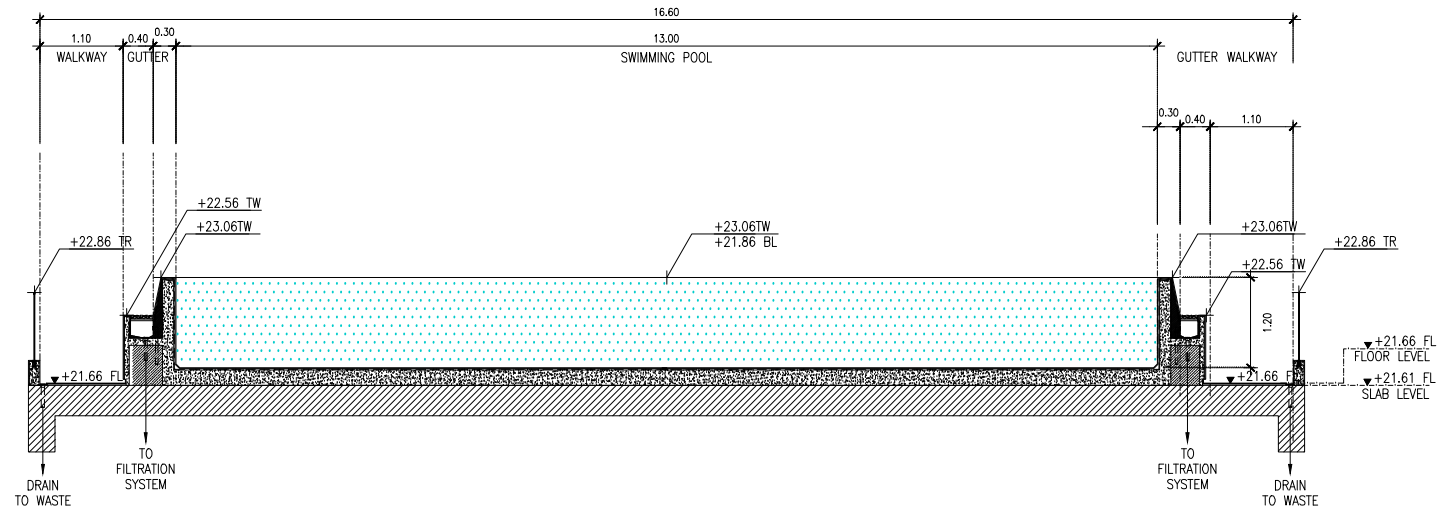 16.60
1.10 0.40 0.30 13.00
WALKWAY GUTTER SWIMMING POOL GUTTER WALKWAY
0.30 0.40 1.10
+22.56 TW
+23.06TW +23.06TW +23.06TW
+22.86 TR +21.86 BL +22.86 TR
+22.56 TW
1.20
+21.66 FL
FLOOR LEVEL
+21.66 FL +21.66 F +21.61 FL
SLAB LEVEL
TO TO
FILTRATION FILTRATION
SYSTEM SYSTEM
DRAIN DRAIN
TO WASTE TO WASTE